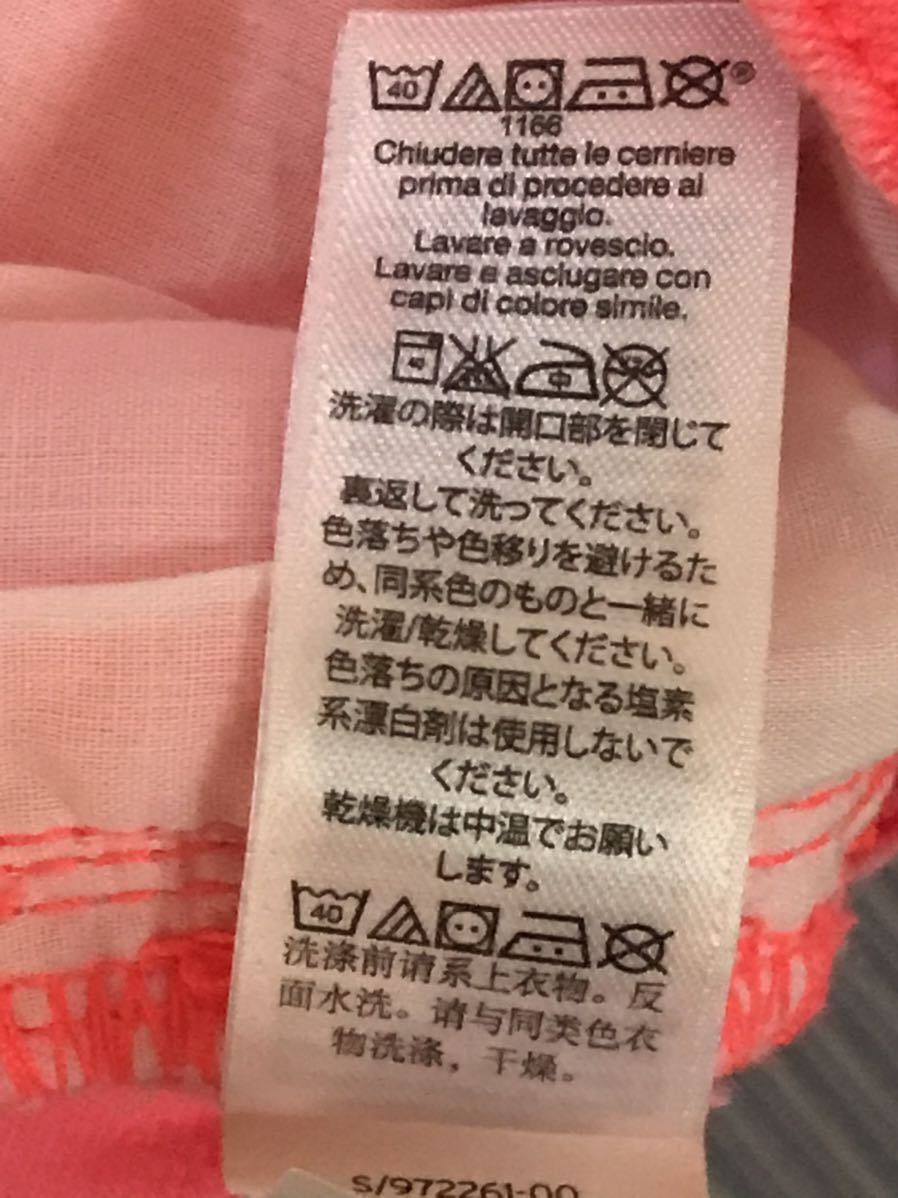 40 ®
1166
Chiudere tutte le cerniere
prima di procedere al
lavaggio.
Lavare a rovescio.
Lavare e asciugare con
capi di colore simile.
40 中
洗濯の際は開口部を閉じて
ください。
裏返して洗ってください。
色落ちや色移りを避けるた
め、同系色のものと一緒に
洗濯/乾燥してください。
色落ちの原因となる塩素
系漂白剤は使用しないで
ください。
乾燥機は中温でお願い
します。
40
洗涤前请系上衣物。反
面水洗。请与同类色衣
物洗涤，干燥。
S/972261-00